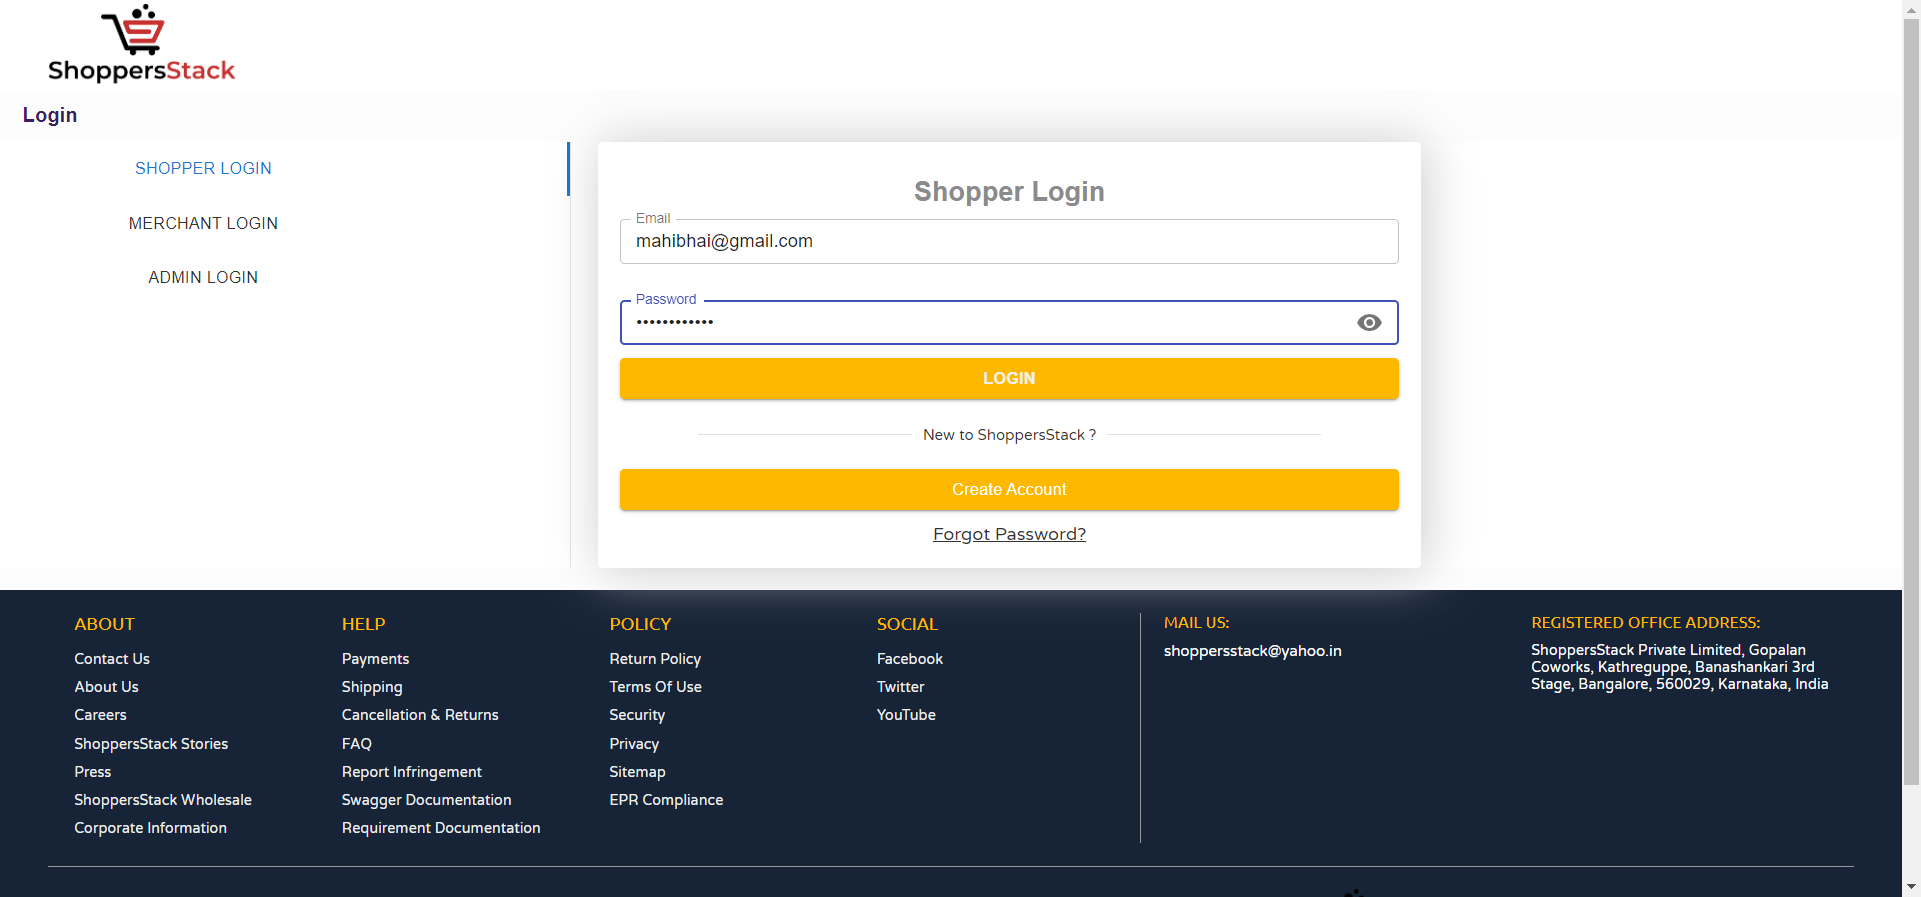 ShoppersStack
Login
SHOPPER LOGIN
MERCHANT LOGIN
ADMIN LOGIN
Shopper Login
Email
mahibhai@gmail.com
Password
••••••••••••
LOGIN
New to ShoppersStack ?
Create Account
Forgot Password?
ABOUT
Contact Us
About Us
Careers
ShoppersStack Stories
Press
ShoppersStack Wholesale
Corporate Information
HELP
Payments
Shipping
Cancellation & Returns
FAQ
Report Infringement
Swagger Documentation
Requirement Documentation
POLICY
Return Policy
Terms Of Use
Security
Privacy
Sitemap
EPR Compliance
SOCIAL
Facebook
Twitter
YouTube
MAIL US:
shoppersstack@yahoo.in
REGISTERED OFFICE ADDRESS:
ShoppersStack Private Limited, Gopalan
Coworks, Kathreguppe, Banashankari 3rd
Stage, Bangalore, 560029, Karnataka, India